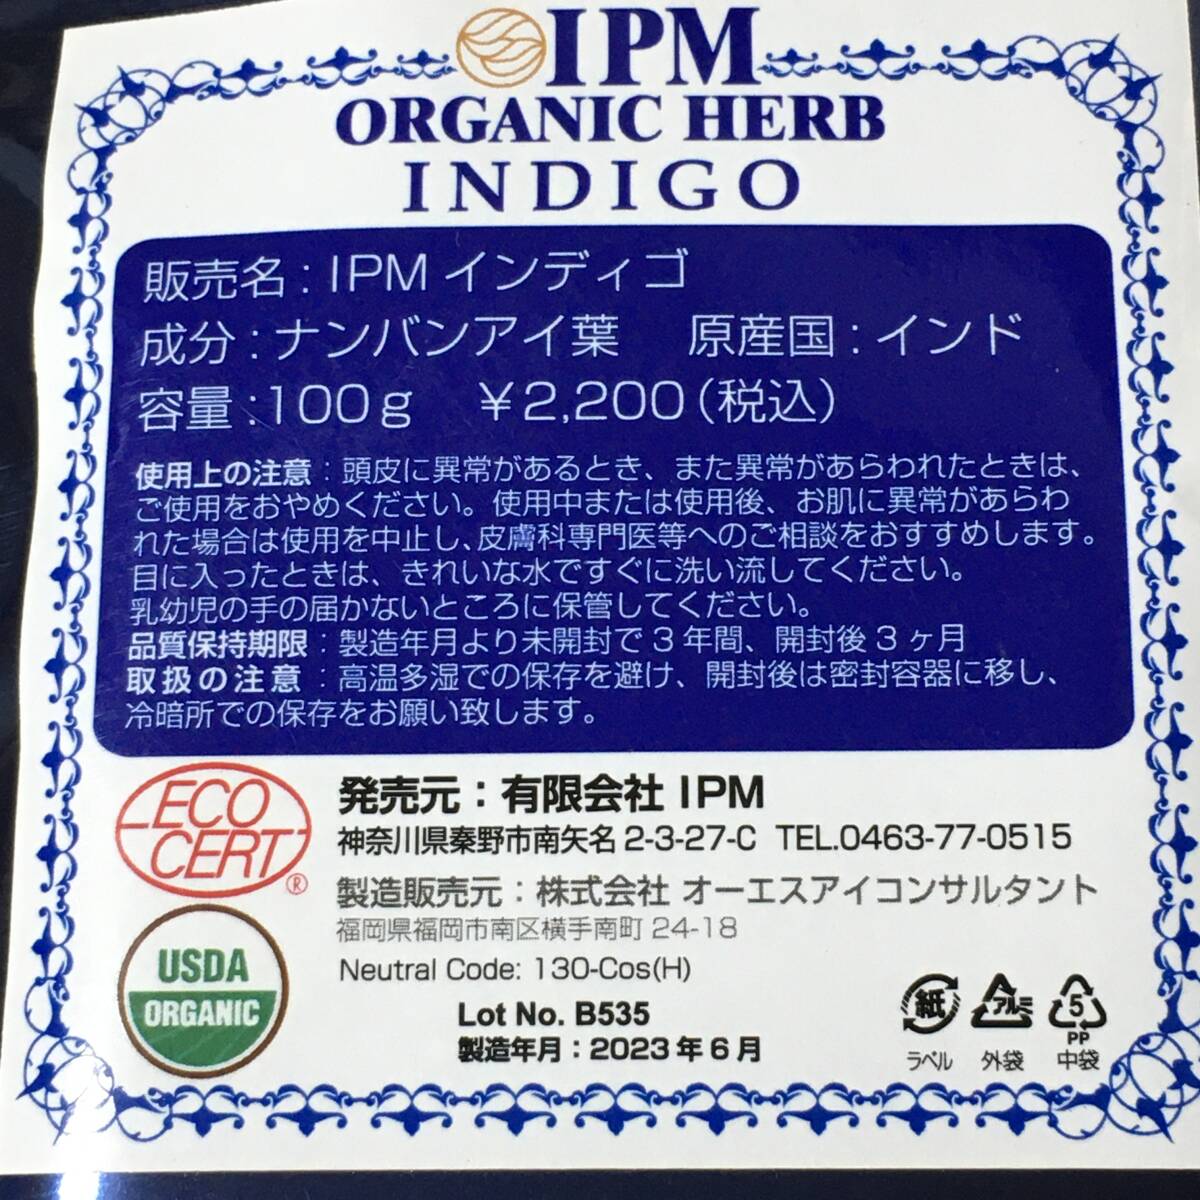 IPM
ORGANIC HERB
INDIGO
販売名：IPM インディゴ
成分：ナンバンアイ葉　原産国：インド
容量：100g　￥2,200（税込）
使用上の注意：頭皮に異常があるとき、また異常があらわれたときは、
ご使用をおやめください。使用中または使用後、お肌に異常があらわ
れた場合は使用を中止し、皮膚科専門医等へのご相談をおすすめします。
目に入ったときは、きれいな水ですぐに洗い流してください。
乳幼児の手の届かないところに保管してください。
品質保持期限：製造年月より未開封で３年間、開封後３ヶ月
取扱の注意：高温多湿での保存を避け、開封後は密封容器に移し、
冷暗所での保存をお願い致します。
ECO
CERT
®
発売元：有限会社 IPM
神奈川県秦野市南矢名 2-3-27-C TEL.0463-77-0515
製造販売元：株式会社 オーエスアイコンサルタント
福岡県福岡市南区横手南町 24-18
Neutral Code: 130-Cos(H)
USDA
ORGANIC
Lot No. B535
製造年月：2023 年 6 月
紙
ラベル
アルミ
外袋
5
PP
中袋